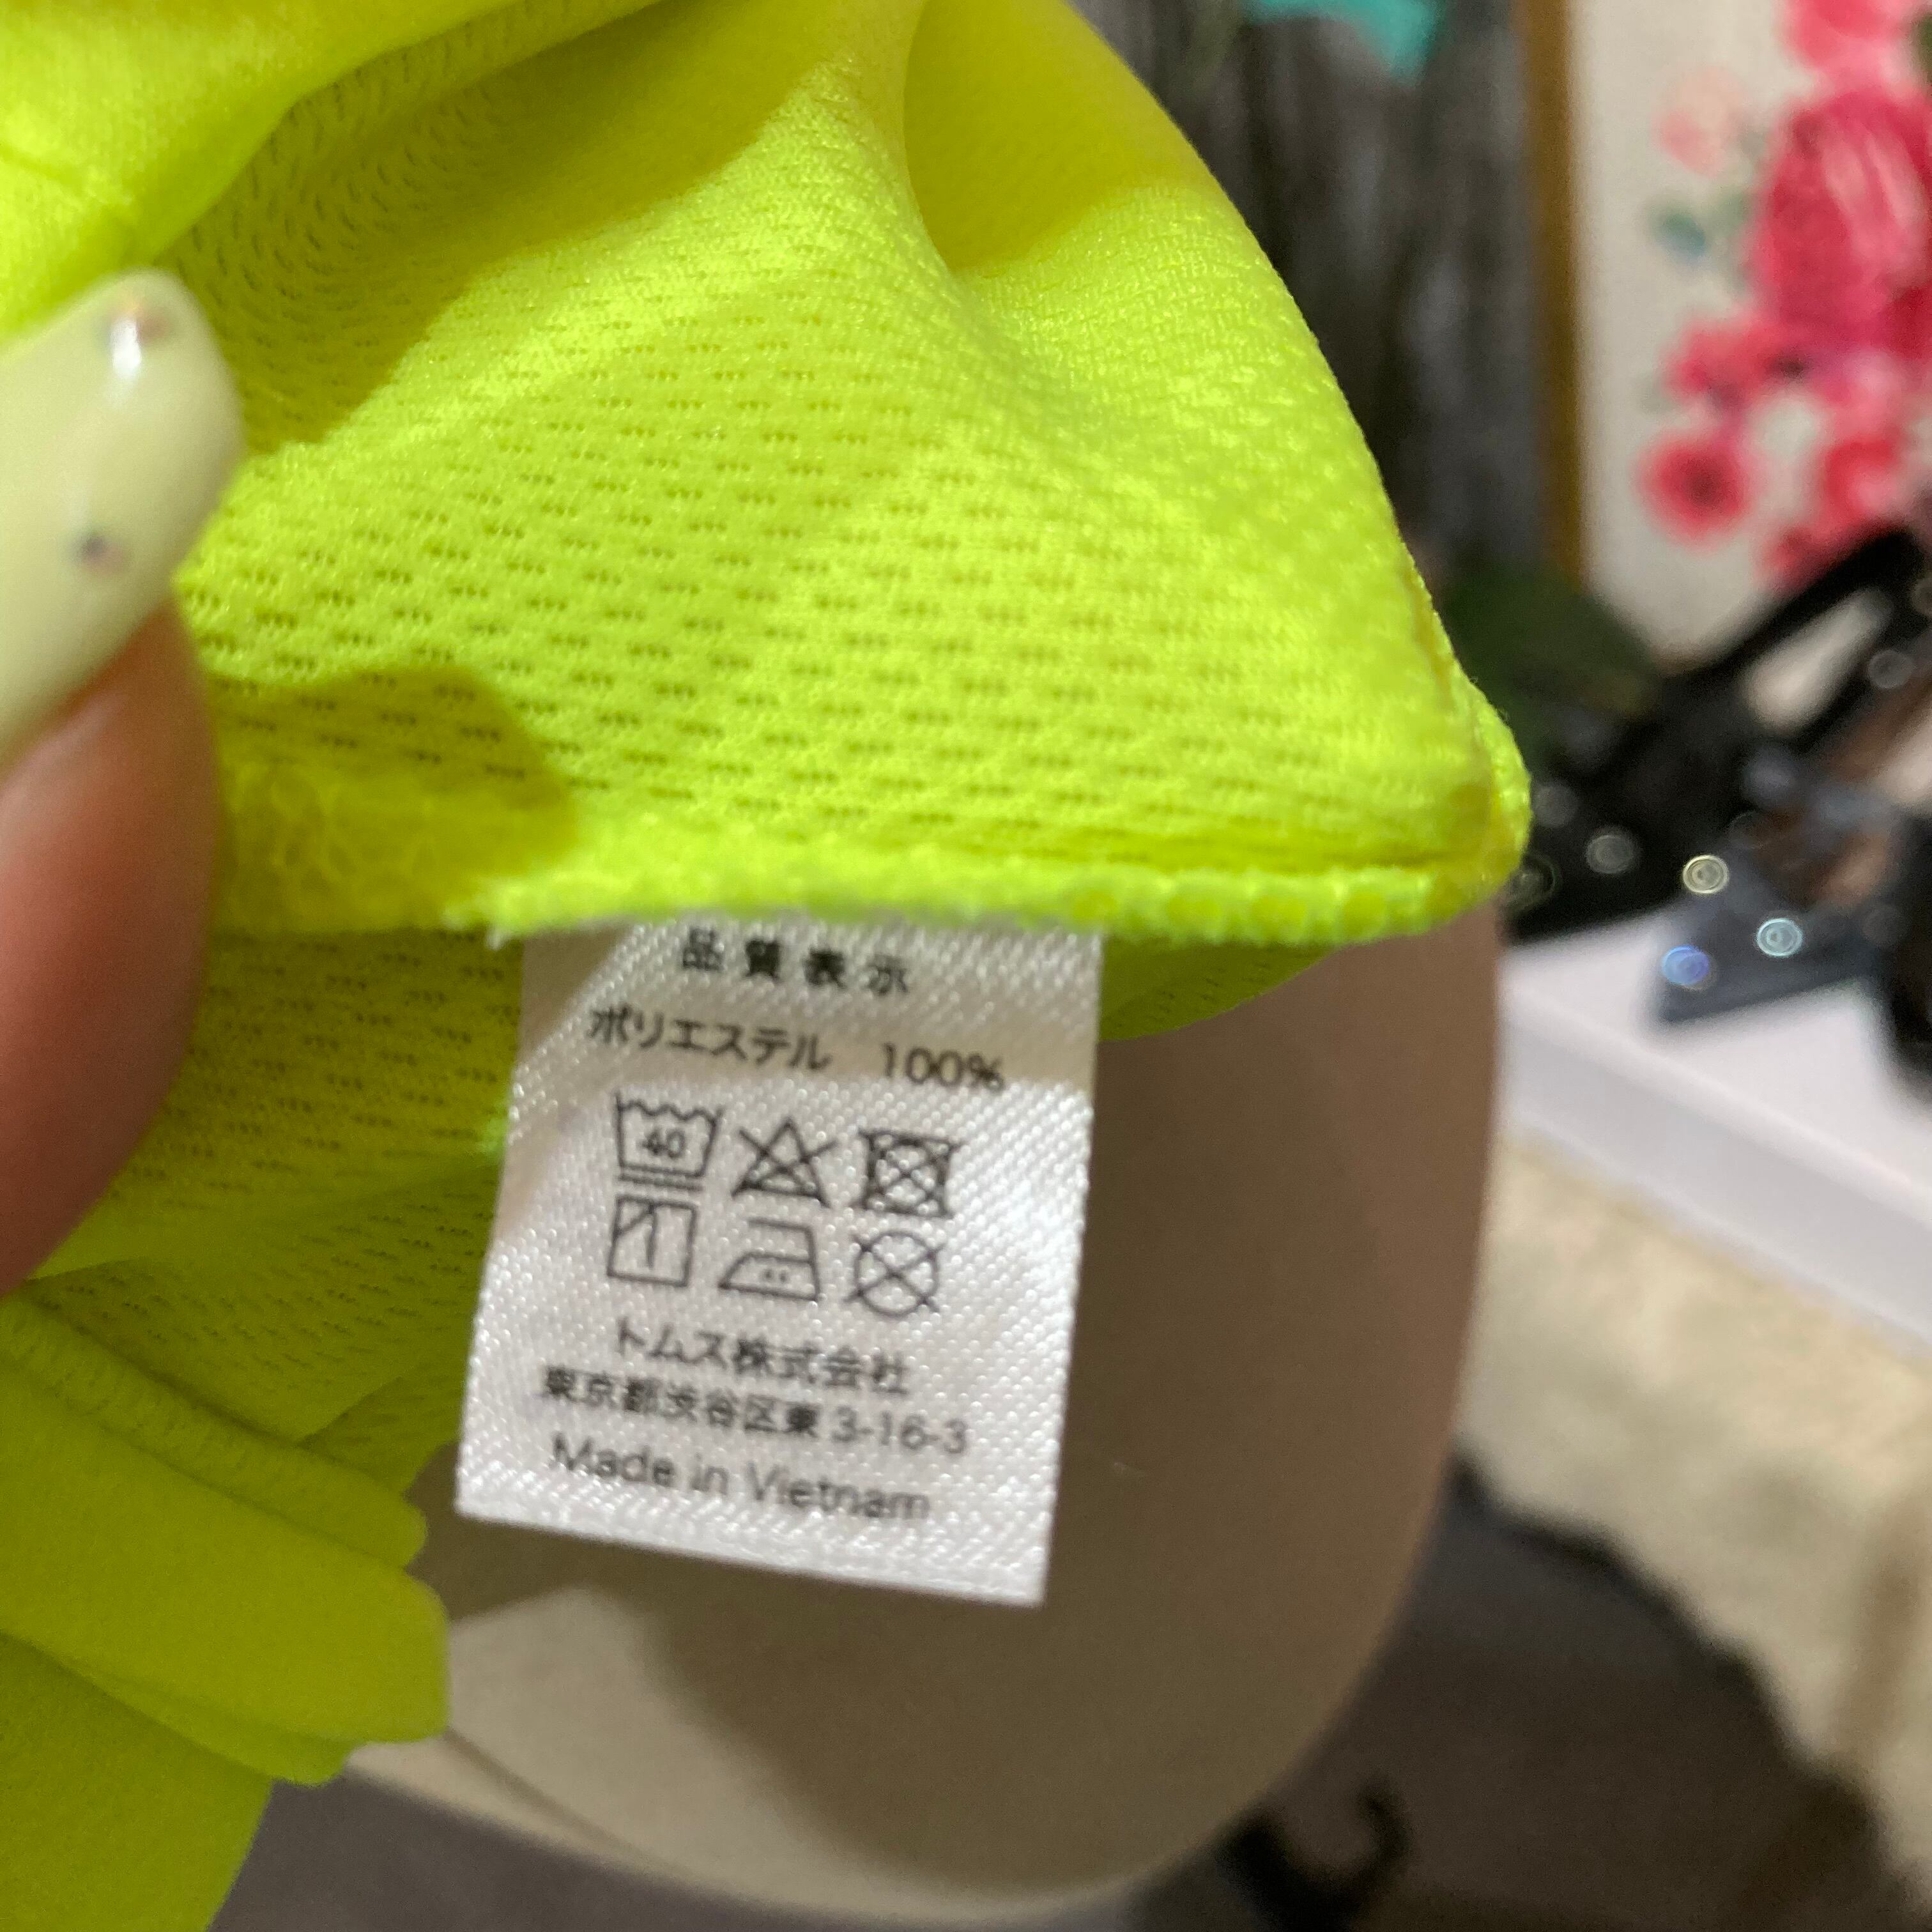 品質表示
ポリエステル 100%
40
トムス株式会社
東京都渋谷区東 3-16-3
Made in Vietnam